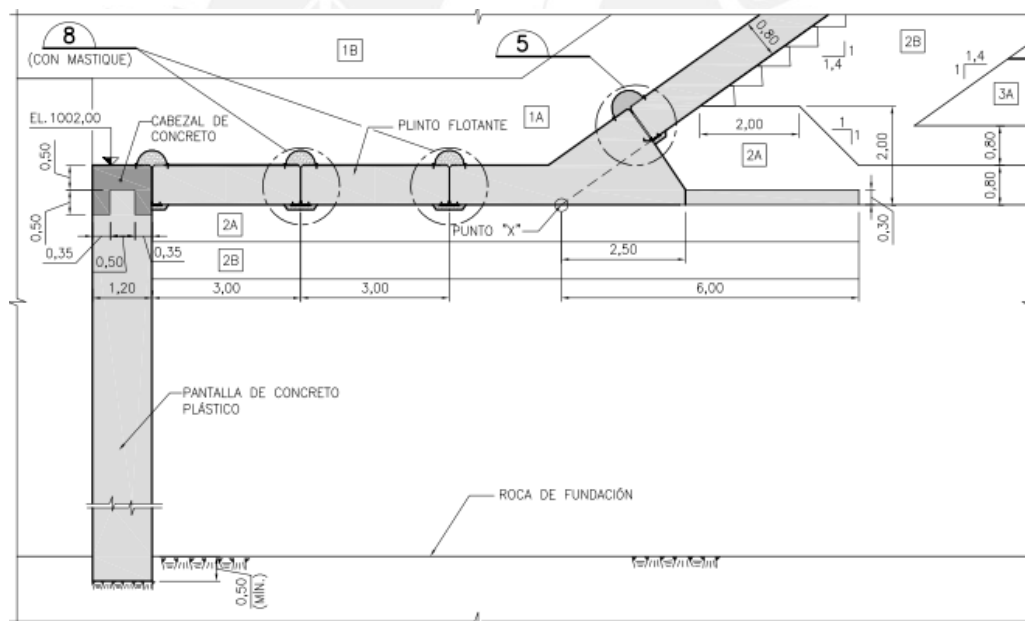 8
(CON MASTIQUE)
1B
5
0,80
1
1,4
2B
1,4
1
3A
EL.1002,00
CABEZAL DE
CONCRETO
PLINTO FLOTANTE
1A
2,00
2A
1
1
2,00
0,80
0,80
0,30
0,50
0,50
0,35
0,50
0,35
2A
2B
PUNTO "X"
2,50
1,20
3,00
3,00
6,00
PANTALLA DE CONCRETO
PLÁSTICO
ROCA DE FUNDACIÓN
0,50
(MÍN.)